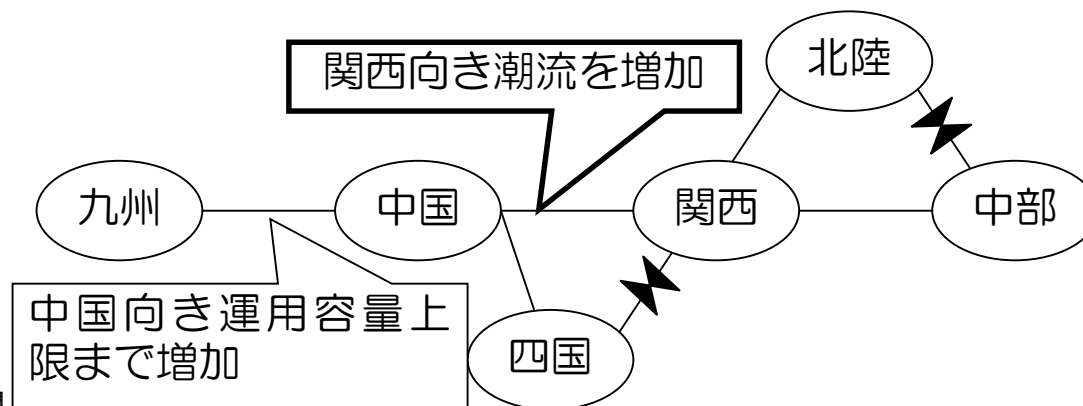 関西向き潮流を増加
北陸
九州
中国
関西
中部
中国向き運用容量上
限まで増加
四国